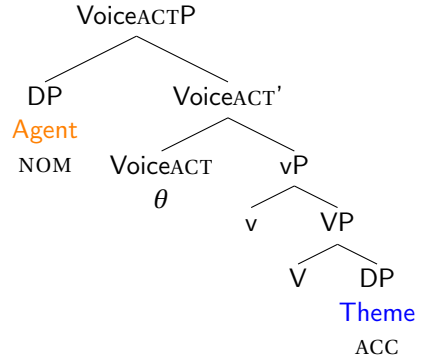 VoiceACTP
DP VoiceACT'
Agent
NOM VoiceACT vP
θ
v VP
V DP
Theme
ACC